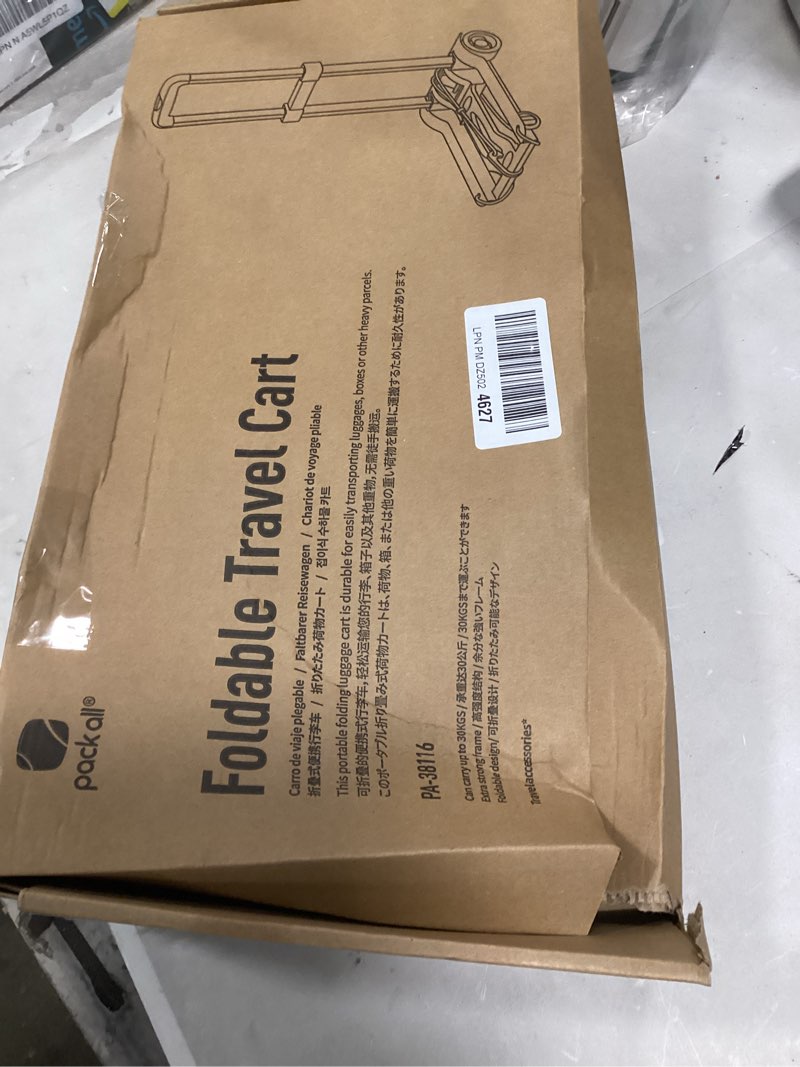 pack all®
Foldable Travel Cart
Carro de viaje plegable / Faltbarer Reisewagen / Chariot de voyage pliable
折叠式便携行李车 / 折りたたみ荷物カート / 접이식 수하물 카트
This portable folding luggage cart is durable for easily transporting luggages, boxes or other heavy parcels.
可折叠的便携式行李车, 轻松运输您的行李、箱子以及其他重物, 无需徒手搬运。
このポータブル折り畳み式荷物カートは、荷物、箱、または他の重い荷物を簡単に運搬するために耐久性があります。
PA-38116
Can carry up to 30KGS / 承重达30公斤 / 30KGSまで運ぶことができます
Extra strong frame / 高强度结构 / 余分な強いフレーム
Foldable design / 可折叠设计 / 折りたたみ可能なデザイン
Travel accessories*
LPN PM DZ502 4627
PN N A5WL5P1QZ